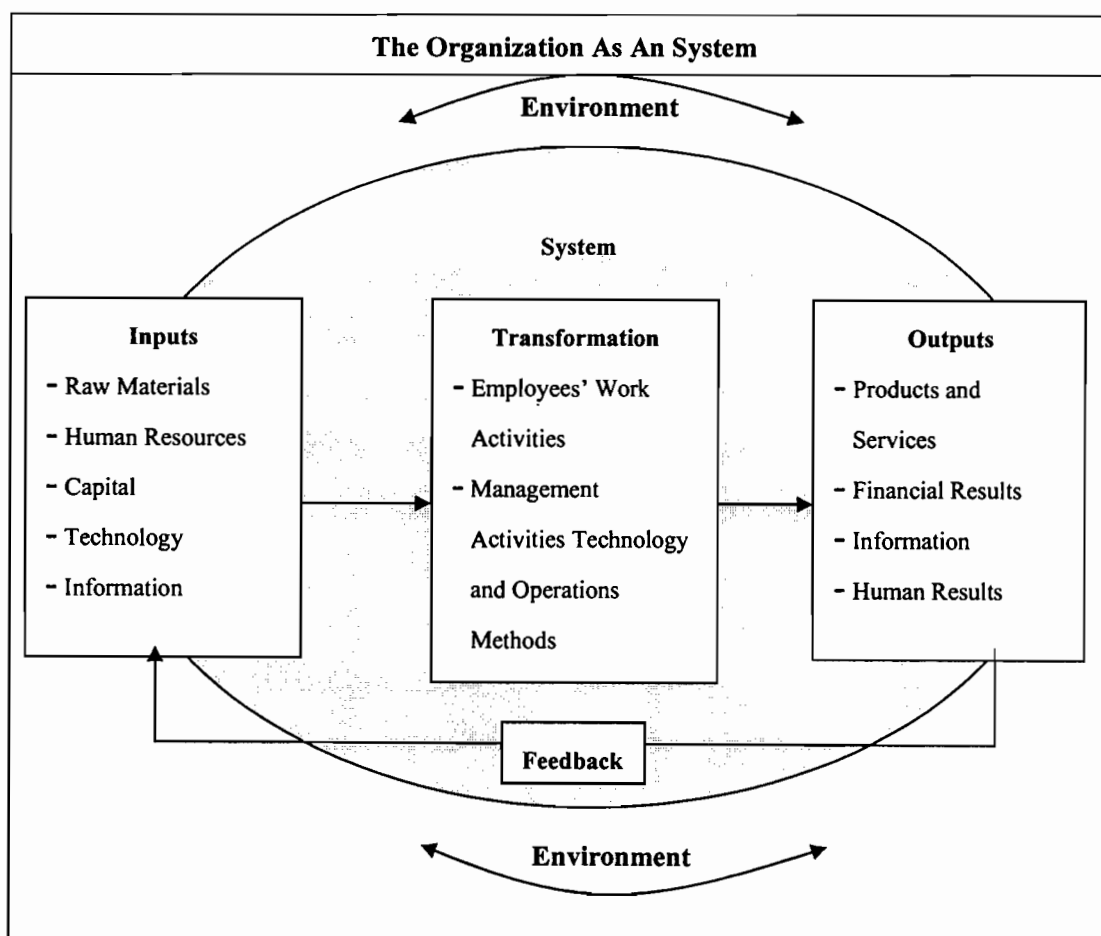 The Organization As An System
Environment
System
Inputs
- Raw Materials
- Human Resources
- Capital
- Technology
- Information
Transformation
- Employees' Work
Activities
- Management
Activities Technology
and Operations
Methods
Outputs
- Products and
Services
- Financial Results
- Information
- Human Results
Feedback
Environment